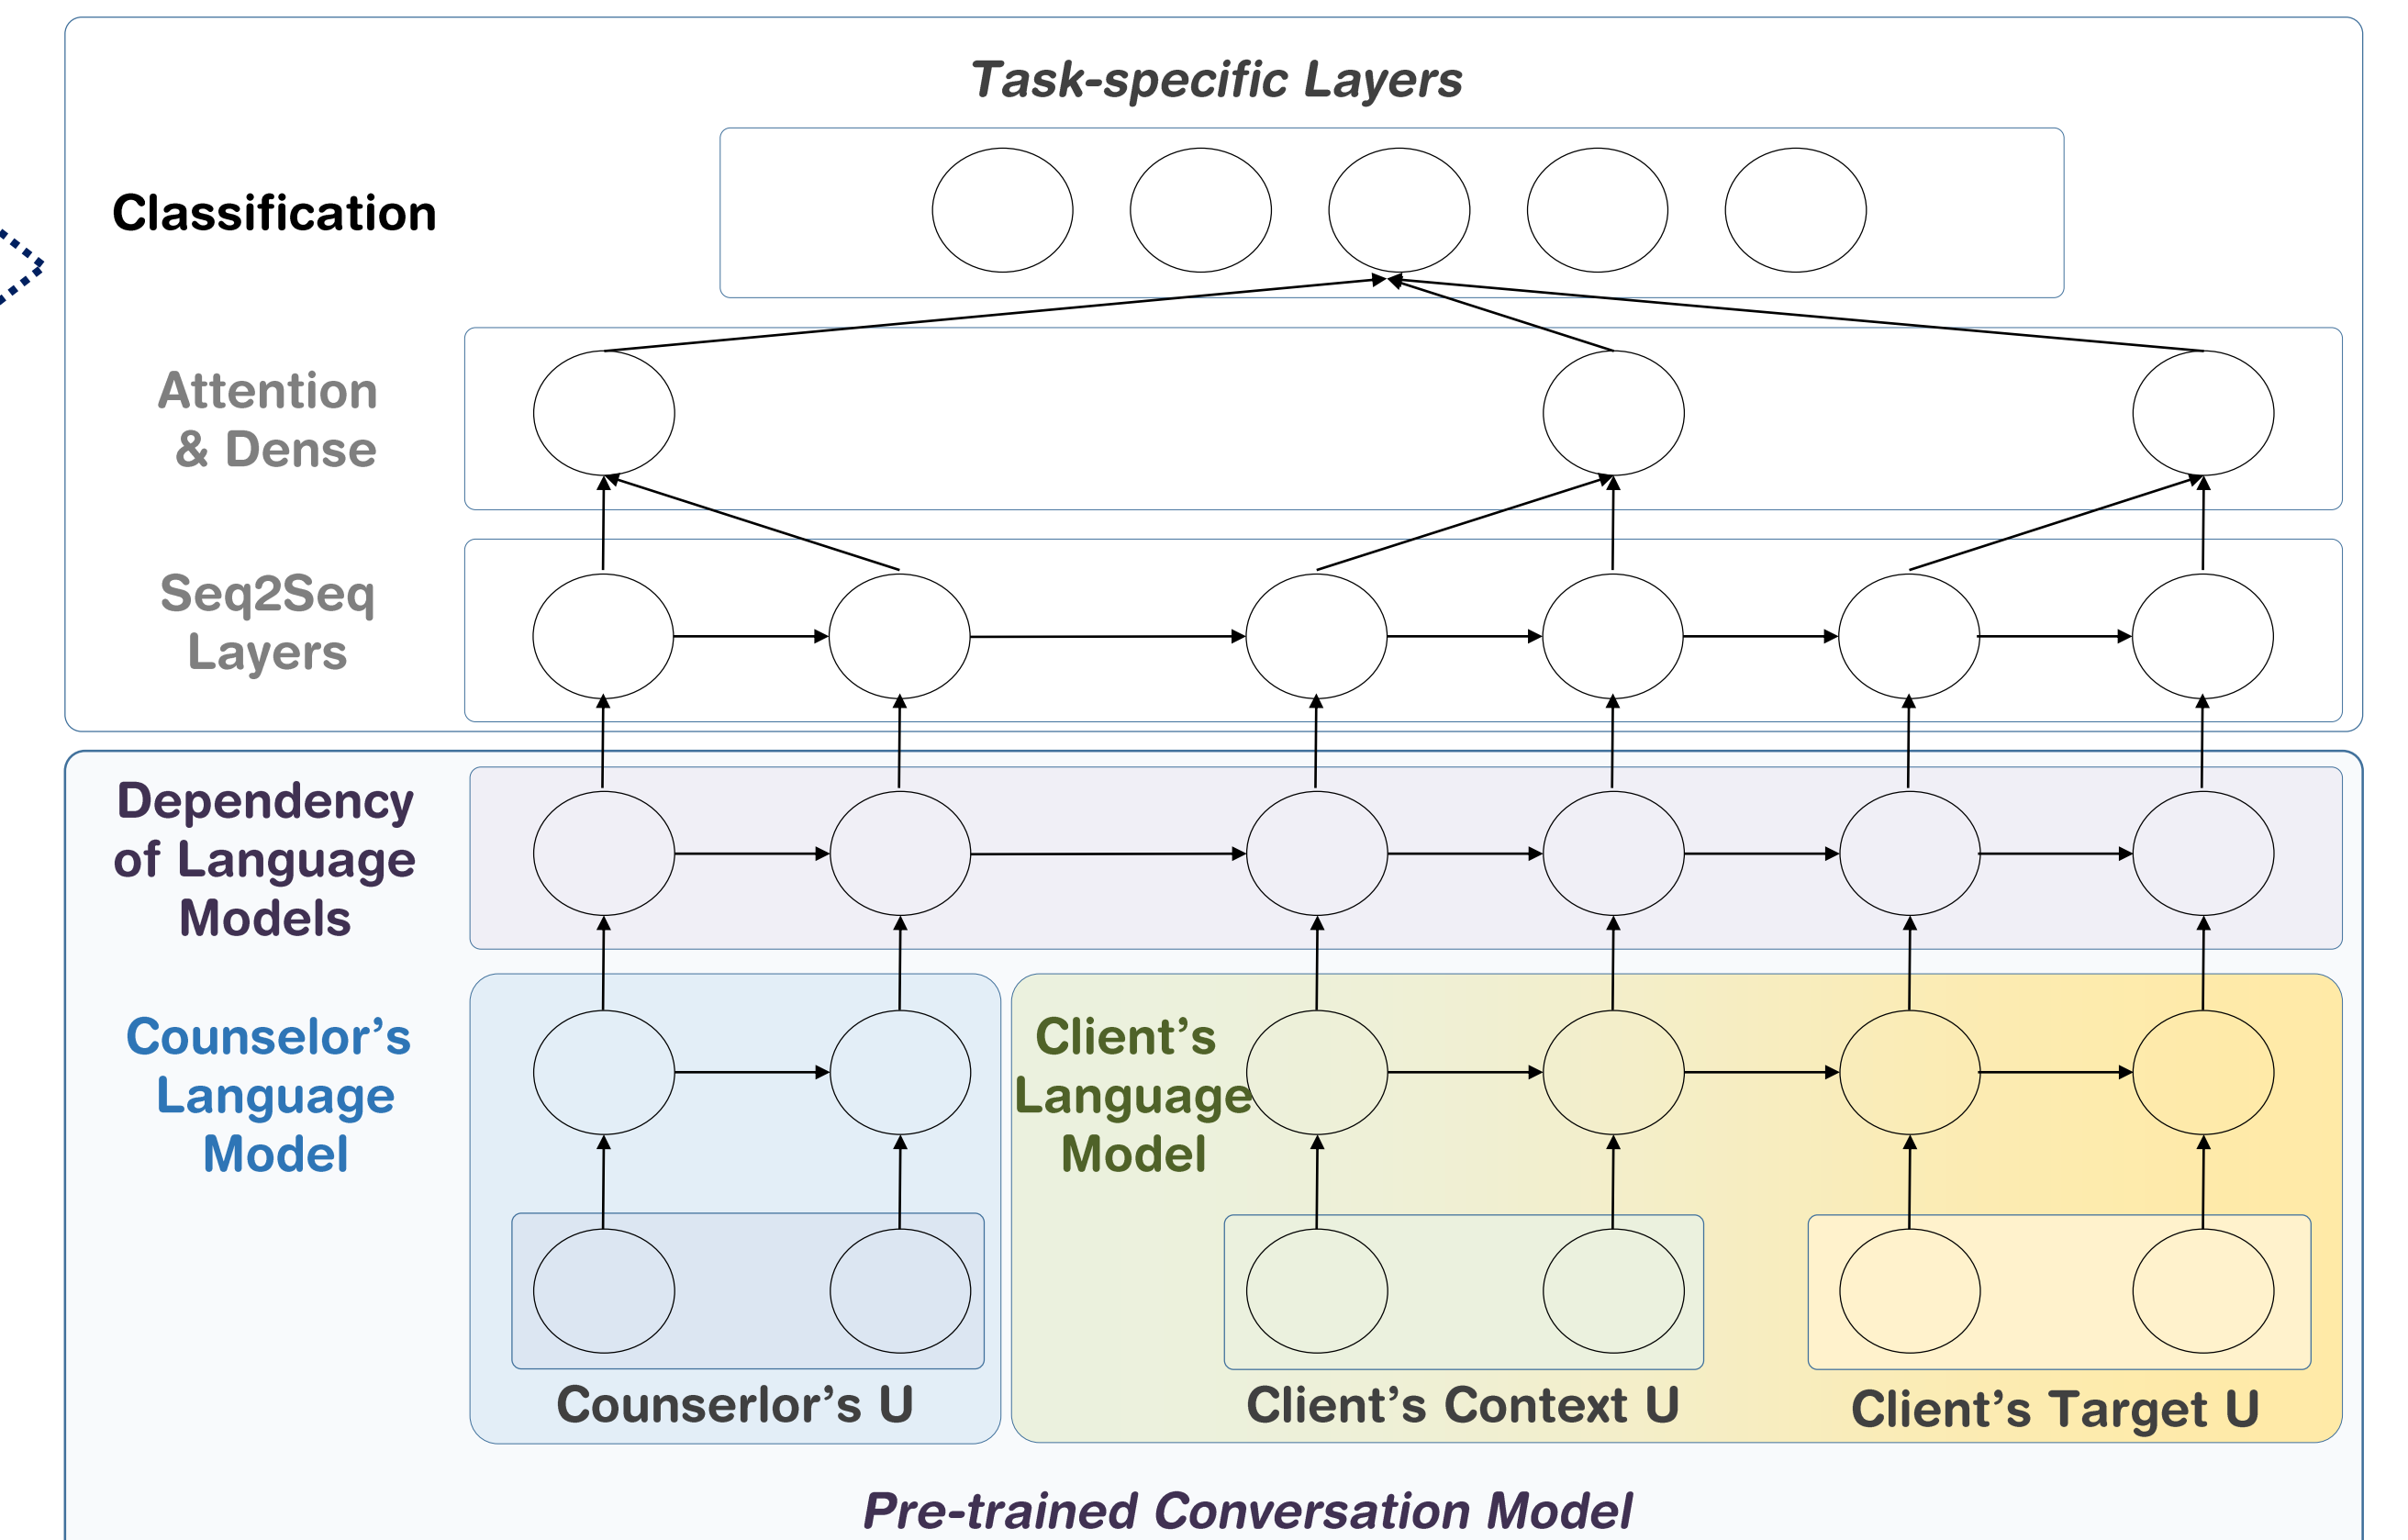 Task-specific Layers
Classification
Attention
& Dense
Seq2Seq
Layers
Dependency
of Language
Models
Counselor’s
Language
Model
Client’s
Language
Model
Counserlor’s U
Client’s Context U
Client’s Target U
Pre-trained Conversation Model